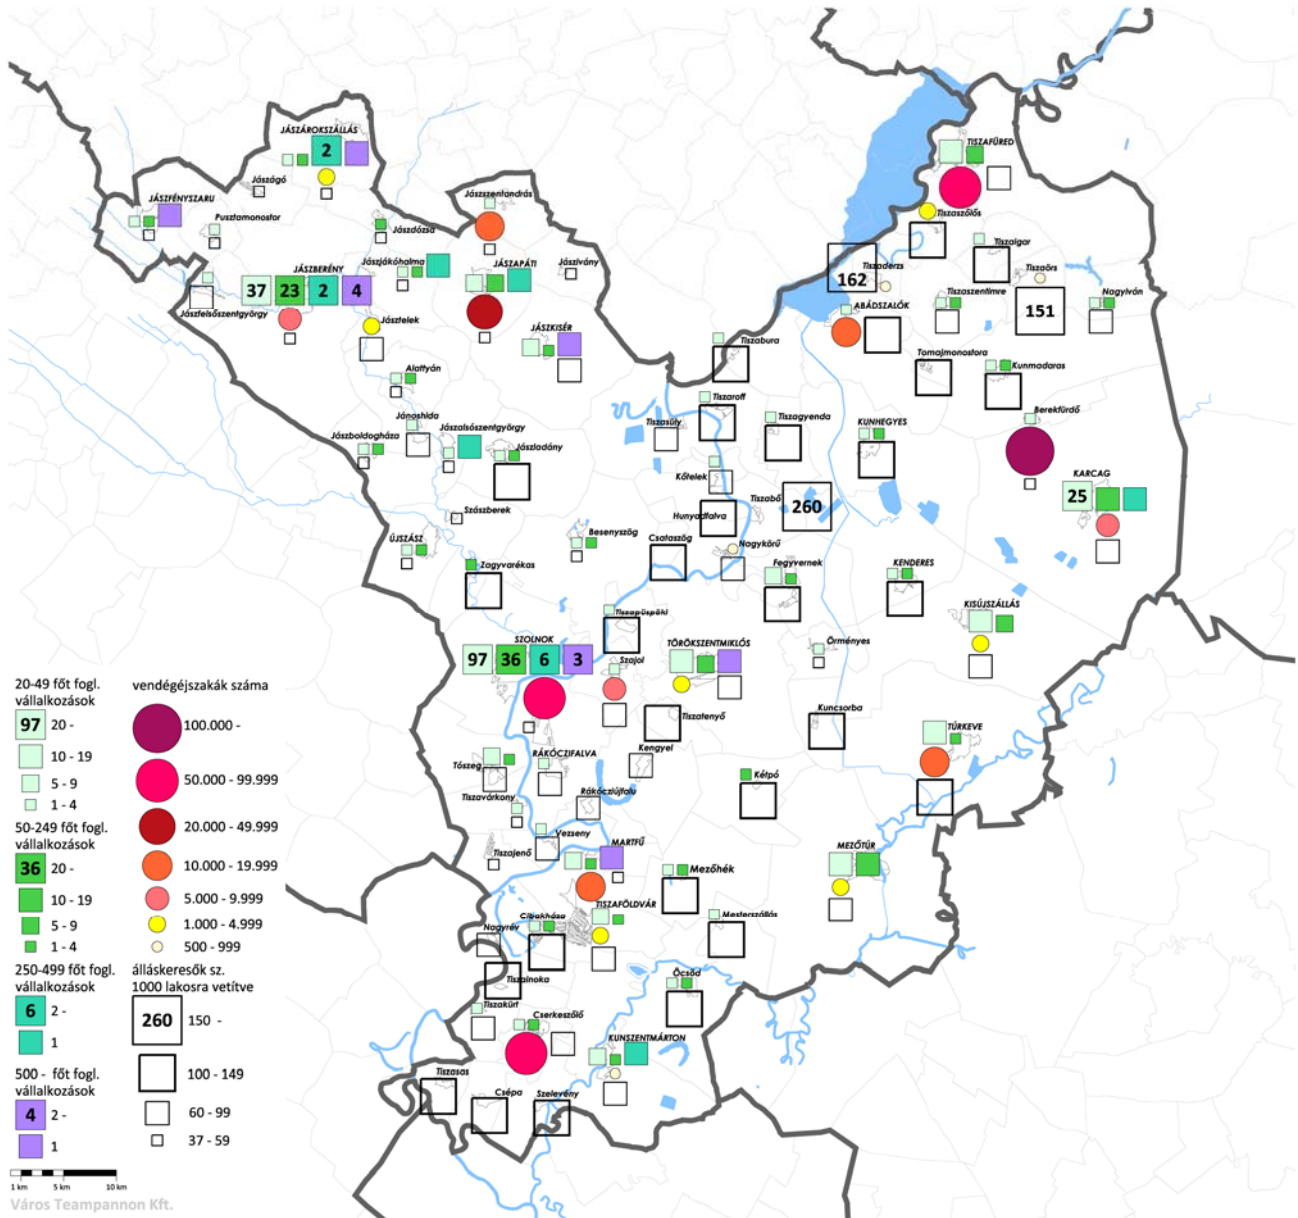 JÁSZÁROKSZÁLLÁS
2
Jászágó
JÁSZFÉNYSZARU
Pusztamonostor
Jászdózsa
Jászszentandrás
Jászjákóhalma
JÁSZAPÁTI
Jászivány
JÁSZBERÉNY
37 23 2 4
Jászfelsőszentgyörgy
Jásztelek
JÁSZKISÉR
Alattyán
Jánoshida
Jászboldogháza
Jászalsószentgyörgy
Jászladány
Szászberek
ÚJSZÁSZ
Besenyszög
Zagyvarékas
TISZAFÜRED
Tiszaszőlős
Tiszaigar
Tiszaderzs
162
Tiszaörs
151
ABÁDSZALÓK
Tiszaszentimre
Nagyiván
Tiszabura
Tomajmonostora
Kunmadaras
Tiszaroff
Tiszagyenda
Tiszasüly
KUNHEGYES
Berekfürdő
KARCAG
25
Kőtelek
Tiszabő
260
Hunyadfalva
Csataszög
Nagykörű
Fegyvernek
KENDERES
KISÚJSZÁLLÁS
Tiszapüspöki
SZOLNOK
97 36 6 3
Szajol
TÖRÖKSZENTMIKLÓS
Örményes
Tiszatenyő
Kuncsorba
TÚRKEVE
Kengyel
Tószeg
RÁKÓCZIFALVA
Tiszavárkony
Rákócziújfalu
Kétpó
Vezseny
Tiszajenő
MARTFŰ
MEZŐTÚR
Mezőhék
TISZAFÖLDVÁR
Cibakháza
Nagyrév
Mesterszállás
Tiszainoka
Öcsöd
Tiszakürt
Cserkeszőlő
KUNSZENTMÁRTON
Tiszasas
Csépa
Szelevény
20-49 főt fogl.
vállalkozások
97 20 -
10 - 19
5 - 9
1 - 4
50-249 főt fogl.
vállalkozások
36 20 -
10 - 19
5 - 9
1 - 4
250-499 főt fogl.
vállalkozások
6 2 -
1
500 - főt fogl.
vállalkozások
4 2 -
1
vendégéjszakák száma
100.000 -
50.000 - 99.999
20.000 - 49.999
10.000 - 19.999
5.000 - 9.999
1.000 - 4.999
500 - 999
álláskeresők sz.
1000 lakosra vetítve
260 150 -
100 - 149
60 - 99
37 - 59
1 km 5 km 10 km
Város Teampannon Kft.